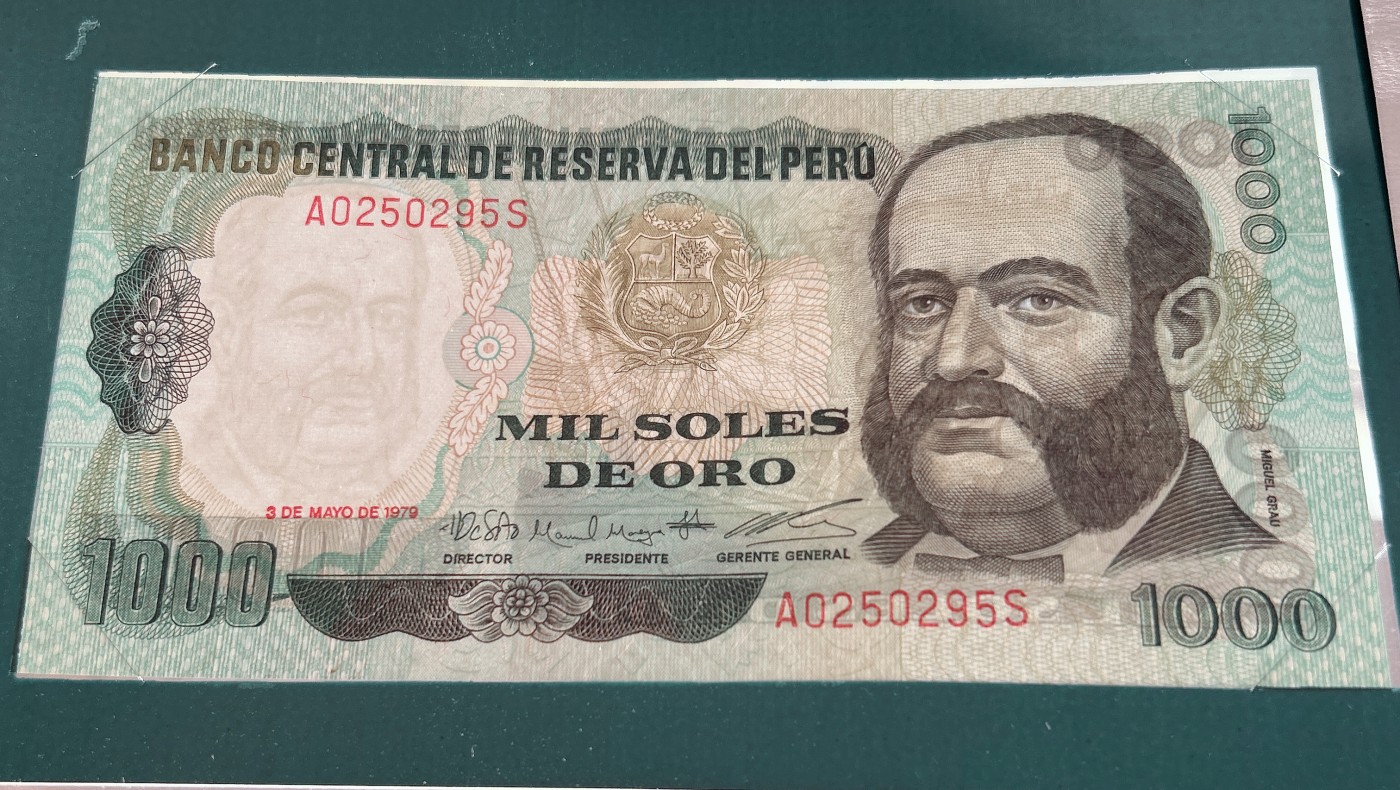 BANCO CENTRAL DE RESERVA DEL PERÚ
A0250295S
1000
MIL SOLES
DE ORO
MIGUEL GRAU
3 DE MAYO DE 1979
DIRECTOR PRESIDENTE GERENTE GENERAL
1000
A0250295S
1000